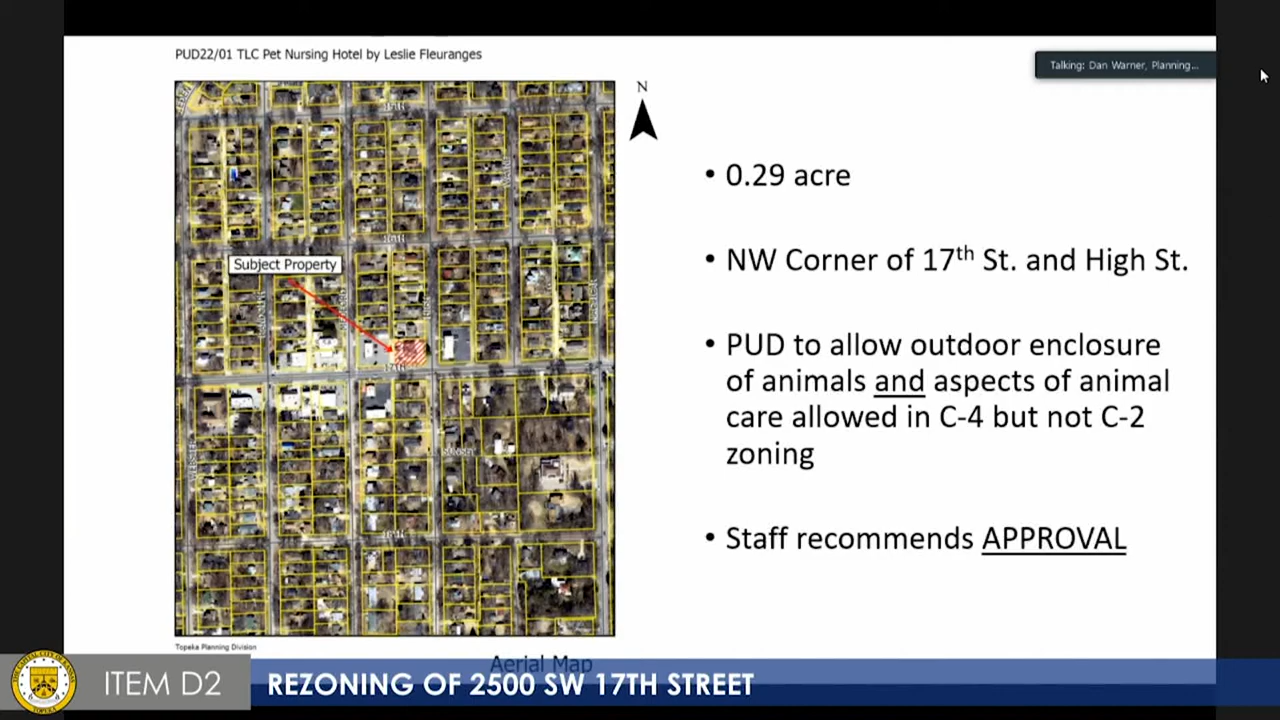 PUD22/01 TLC Pet Nursing Hotel by Leslie Fleuranges
Talking: Dan Warner, Planning...
N
Subject Property
17TH
WEBSTER
• 0.29 acre
• NW Corner of 17th St. and High St.
• PUD to allow outdoor enclosure
of animals and aspects of animal
care allowed in C-4 but not C-2
zoning
• Staff recommends APPROVAL
Topeka Planning Division
Aerial Map
ITEM D2
REZONING OF 2500 SW 17TH STREET